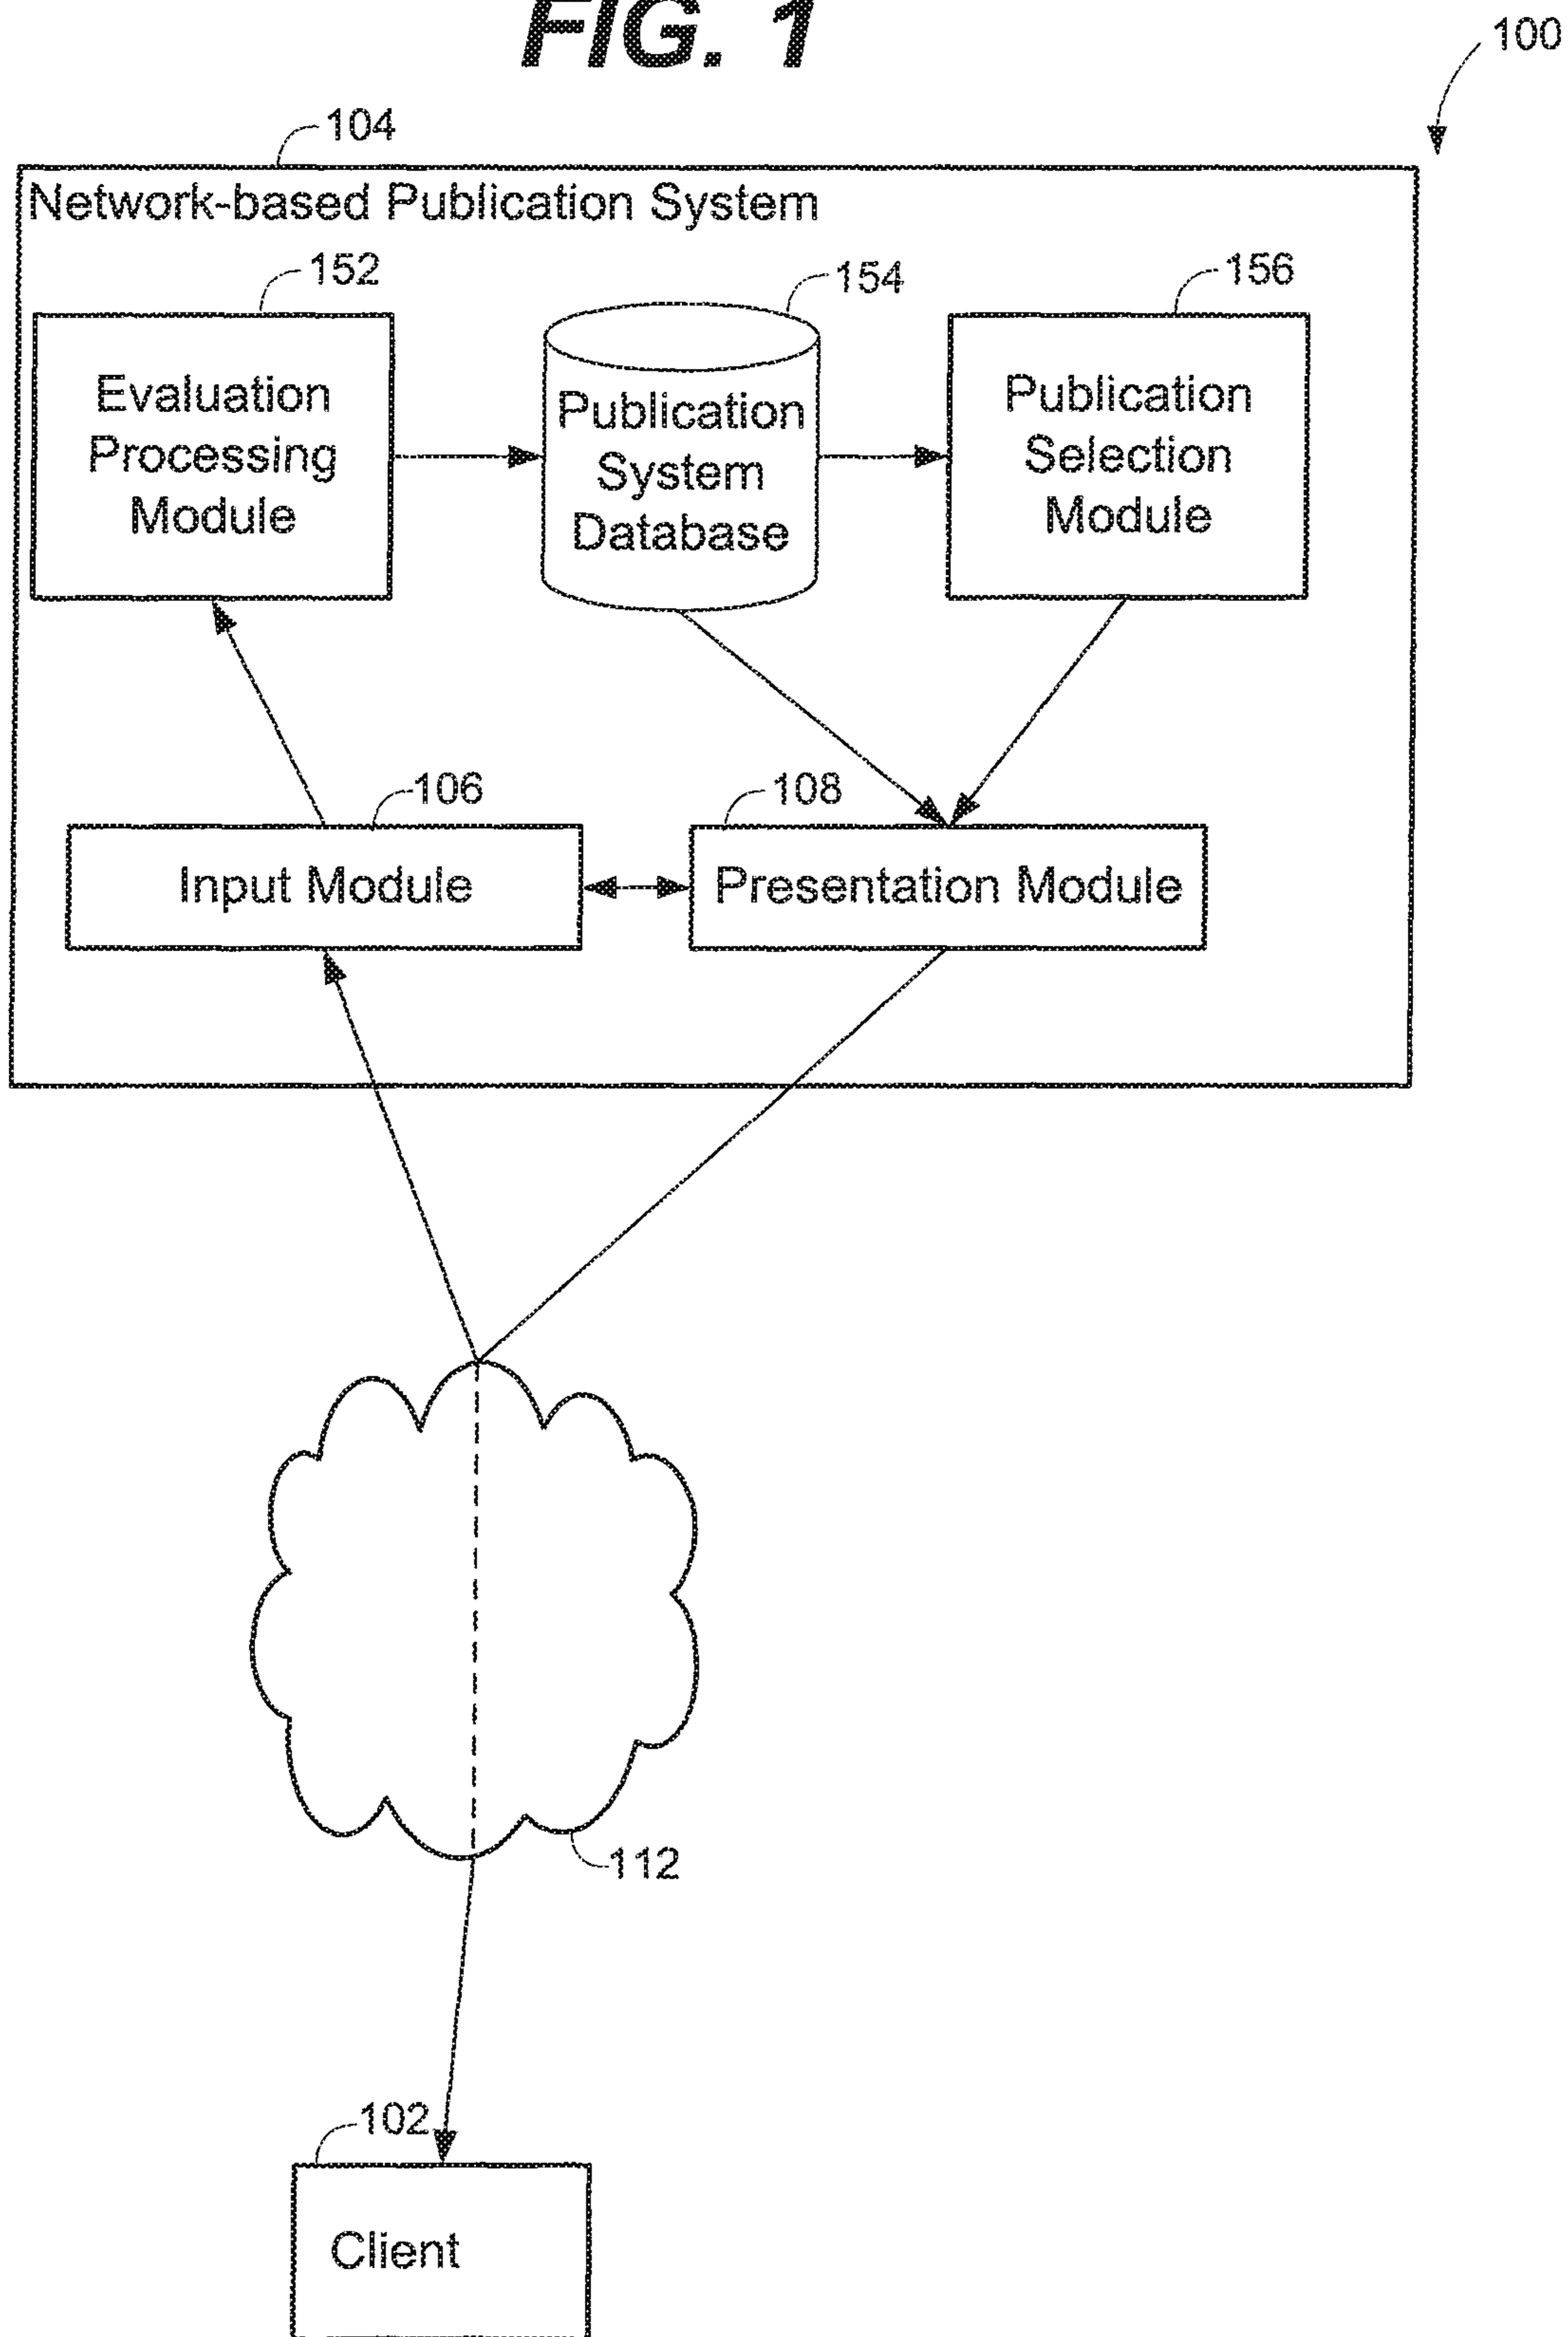 FIG. 1
100
104
Network-based Publication System
152
154
156
Evaluation
Processing
Module
Publication
System
Database
Publication
Selection
Module
106
108
Input Module
Presentation Module
112
102
Client